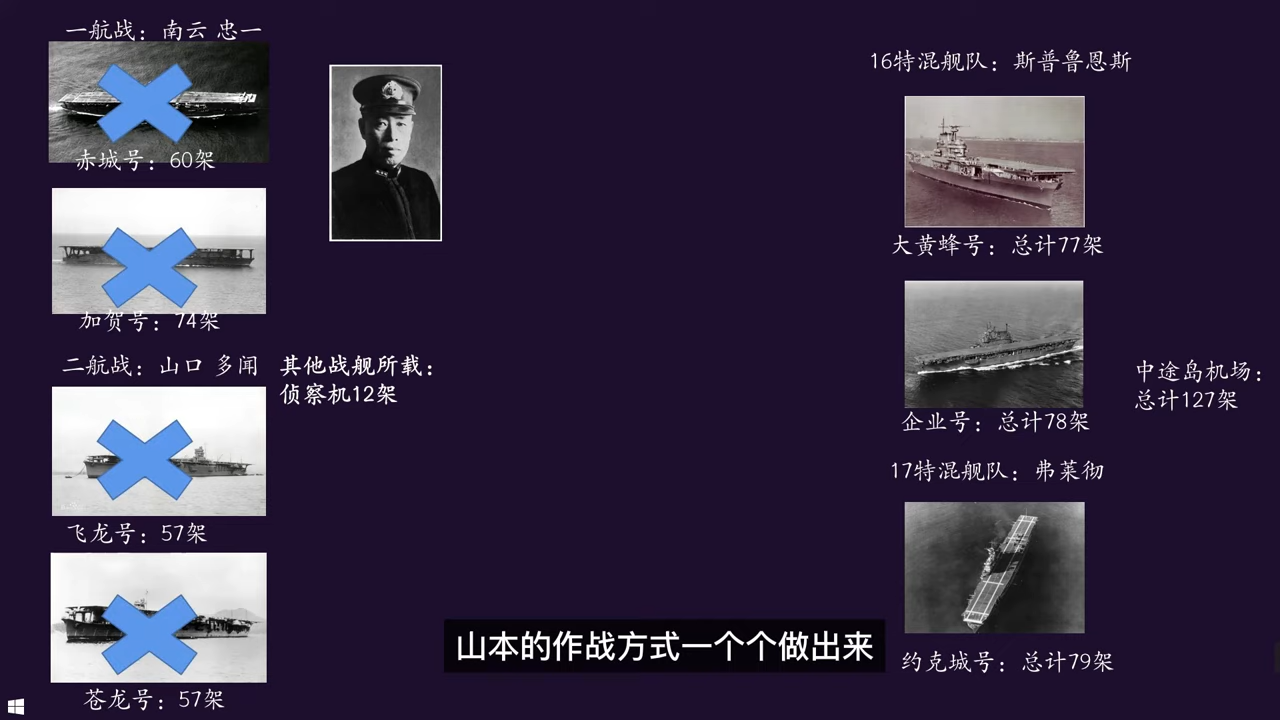 一航战：南云 忠一
赤城号：60架
加贺号：74架
二航战：山口 多闻
其他战舰所载：
侦察机12架
飞龙号：57架
苍龙号：57架
16特混舰队：斯普鲁恩斯
大黄蜂号：总计77架
企业号：总计78架
中途岛机场：
总计127架
17特混舰队：弗莱彻
约克城号：总计79架
山本的作战方式一个个做出来